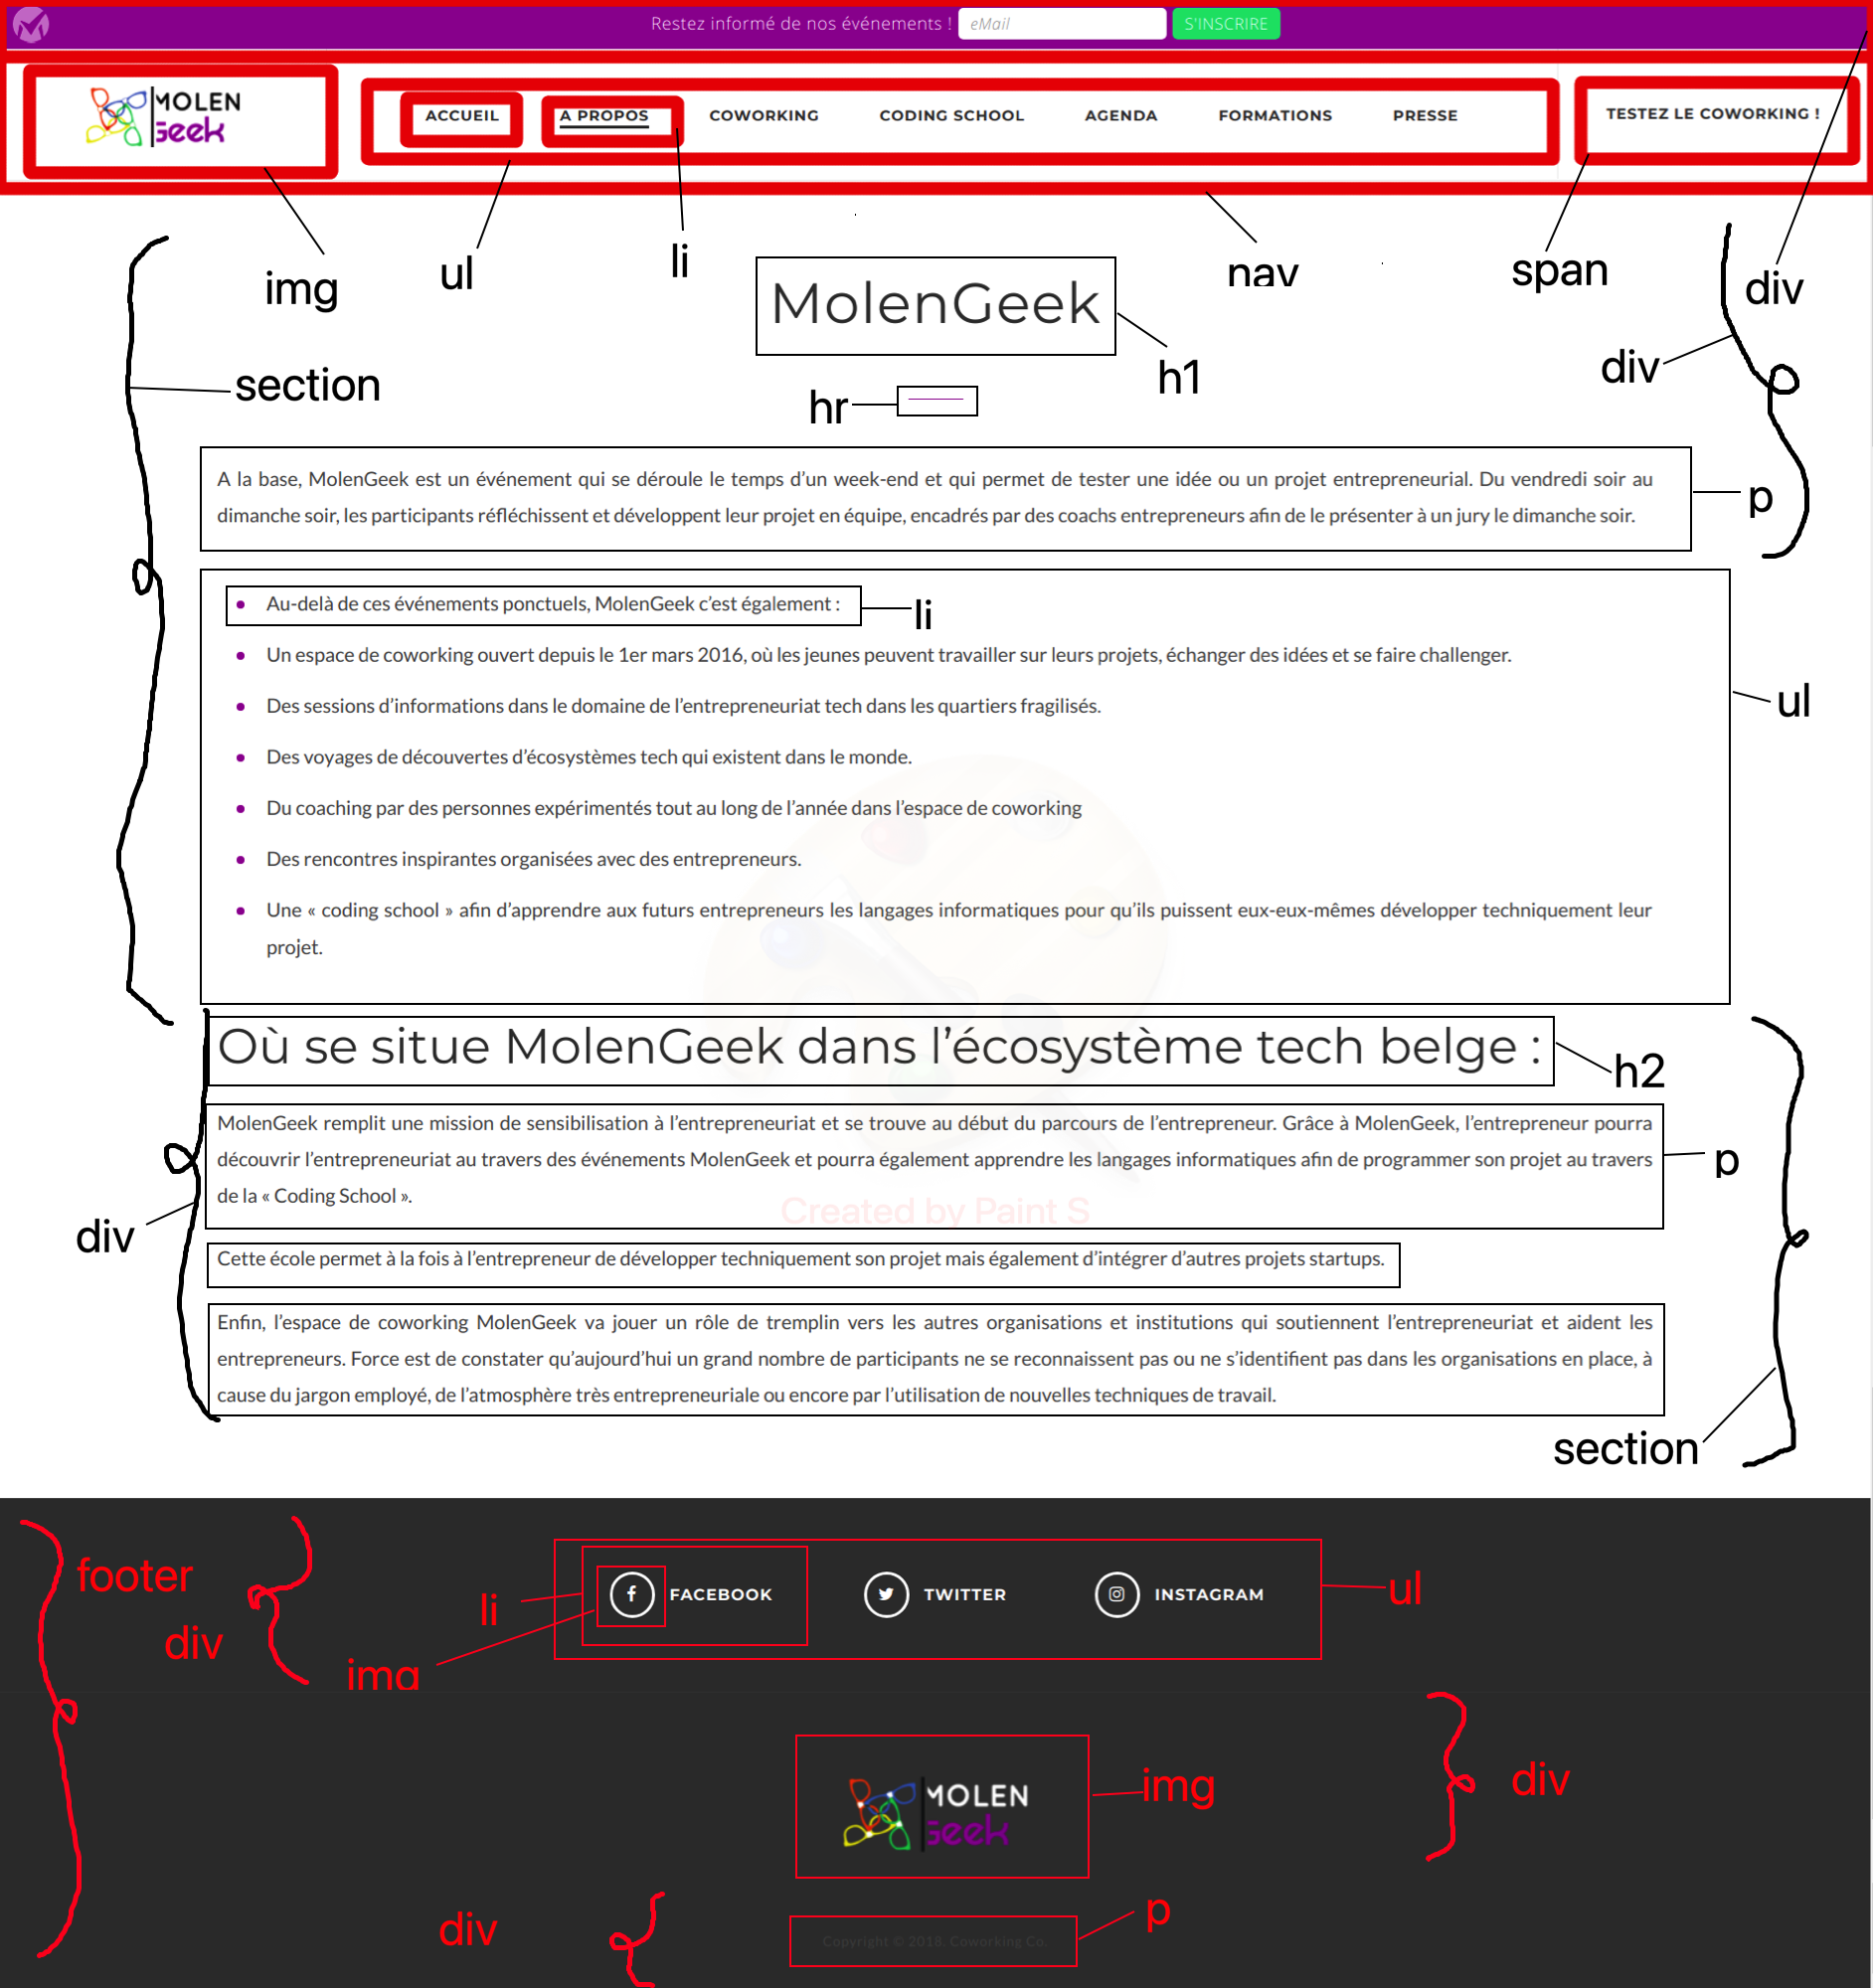 Restez informé de nos événements ! eMail S'INSCRIRE
MOLEN
Geek
ACCUEIL A PROPOS COWORKING CODING SCHOOL AGENDA FORMATIONS PRESSE TESTEZ LE COWORKING !
img ul li nav span div
MolenGeek
section h1 div
hr
A la base, MolenGeek est un événement qui se déroule le temps d’un week-end et qui permet de tester une idée ou un projet entrepreneurial. Du vendredi soir au
dimanche soir, les participants réfléchissent et développent leur projet en équipe, encadrés par des coachs entrepreneurs afin de le présenter à un jury le dimanche soir.
p
Au-delà de ces événements ponctuels, MolenGeek c’est également :
li
Un espace de coworking ouvert depuis le 1er mars 2016, où les jeunes peuvent travailler sur leurs projets, échanger des idées et se faire challenger.
ul
Des sessions d’informations dans le domaine de l’entrepreneuriat tech dans les quartiers fragilisés.
Des voyages de découvertes d’écosystèmes tech qui existent dans le monde.
Du coaching par des personnes expérimentés tout au long de l’année dans l’espace de coworking
Des rencontres inspirantes organisées avec des entrepreneurs.
Une « coding school » afin d’apprendre aux futurs entrepreneurs les langages informatiques pour qu’ils puissent eux-eux-mêmes développer techniquement leur
projet.
Où se situe MolenGeek dans l’écosystème tech belge :
h2
MolenGeek remplit une mission de sensibilisation à l’entrepreneuriat et se trouve au début du parcours de l’entrepreneur. Grâce à MolenGeek, l’entrepreneur pourra
découvrir l’entrepreneuriat au travers des événements MolenGeek et pourra également apprendre les langages informatiques afin de programmer son projet au travers
de la « Coding School ».
p
Created by Paint S
div
Cette école permet à la fois à l’entrepreneur de développer techniquement son projet mais également d’intégrer d’autres projets startups.
Enfin, l’espace de coworking MolenGeek va jouer un rôle de tremplin vers les autres organisations et institutions qui soutiennent l’entrepreneuriat et aident les
entrepreneurs. Force est de constater qu’aujourd’hui un grand nombre de participants ne se reconnaissent pas ou ne s’identifient pas dans les organisations en place, à
cause du jargon employé, de l’atmosphère très entrepreneuriale ou encore par l’utilisation de nouvelles techniques de travail.
section
footer
FACEBOOK TWITTER INSTAGRAM
li ul
div
img
MOLEN
Geek
img div
div p
Copyright © 2018. Coworking Co.